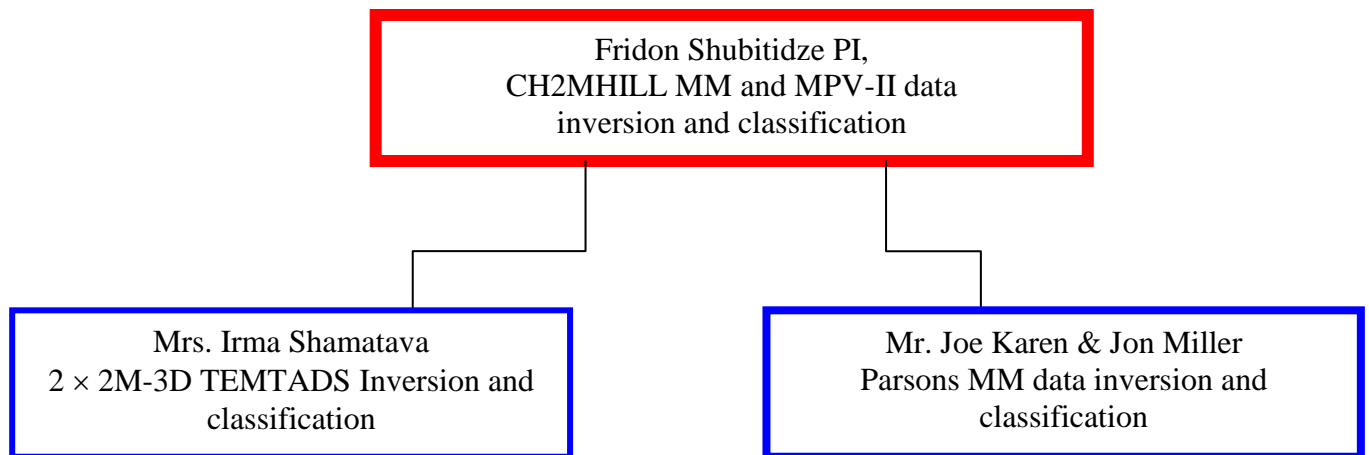 Fridon Shubitidze PI,
CH2MHILL MM and MPV-II data
inversion and classification
Mrs. Irma Shamatava
2 × 2M-3D TEMTADS Inversion and
classification
Mr. Joe Karen & Jon Miller
Parsons MM data inversion and
classification